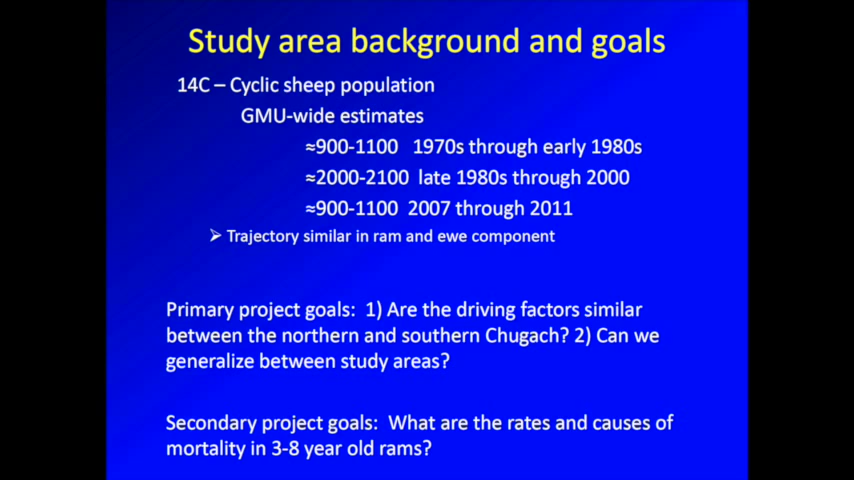 Study area background and goals
14C – Cyclic sheep population
GMU-wide estimates
≈900-1100 1970s through early 1980s
≈2000-2100 late 1980s through 2000
≈900-1100 2007 through 2011
➢ Trajectory similar in ram and ewe component
Primary project goals: 1) Are the driving factors similar
between the northern and southern Chugach? 2) Can we
generalize between study areas?
Secondary project goals: What are the rates and causes of
mortality in 3-8 year old rams?